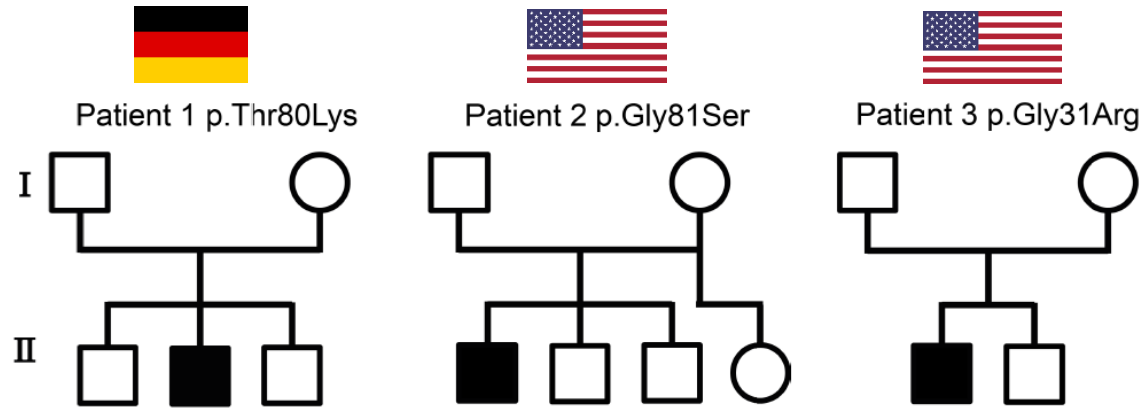 Patient 1 p.Thr80Lys
Patient 2 p.Gly81Ser
Patient 3 p.Gly31Arg
I
II